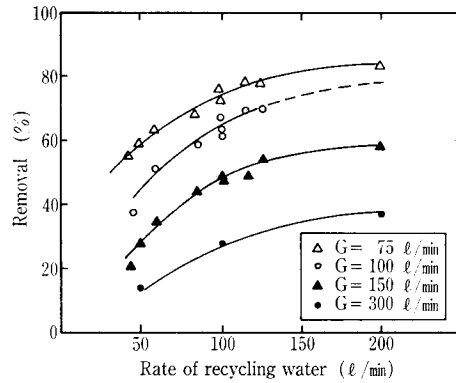 100
80
60
40
20
0
Removal (%)
50
100
150
200
Rate of recycling water (ℓ/min)
△ G= 75 ℓ/min
○ G= 100 ℓ/min
▲ G= 150 ℓ/min
● G= 300 ℓ/min